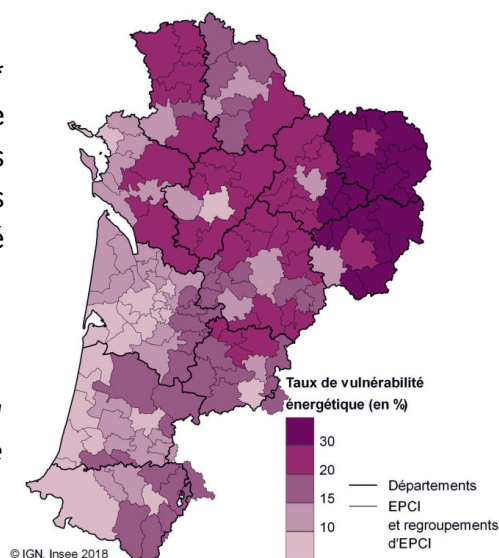 Taux de vulnérabilité
énergétique (en %)
30
20
15
10
Départements
EPCI
et regroupements
d'EPCI
© IGN, Insee 2018